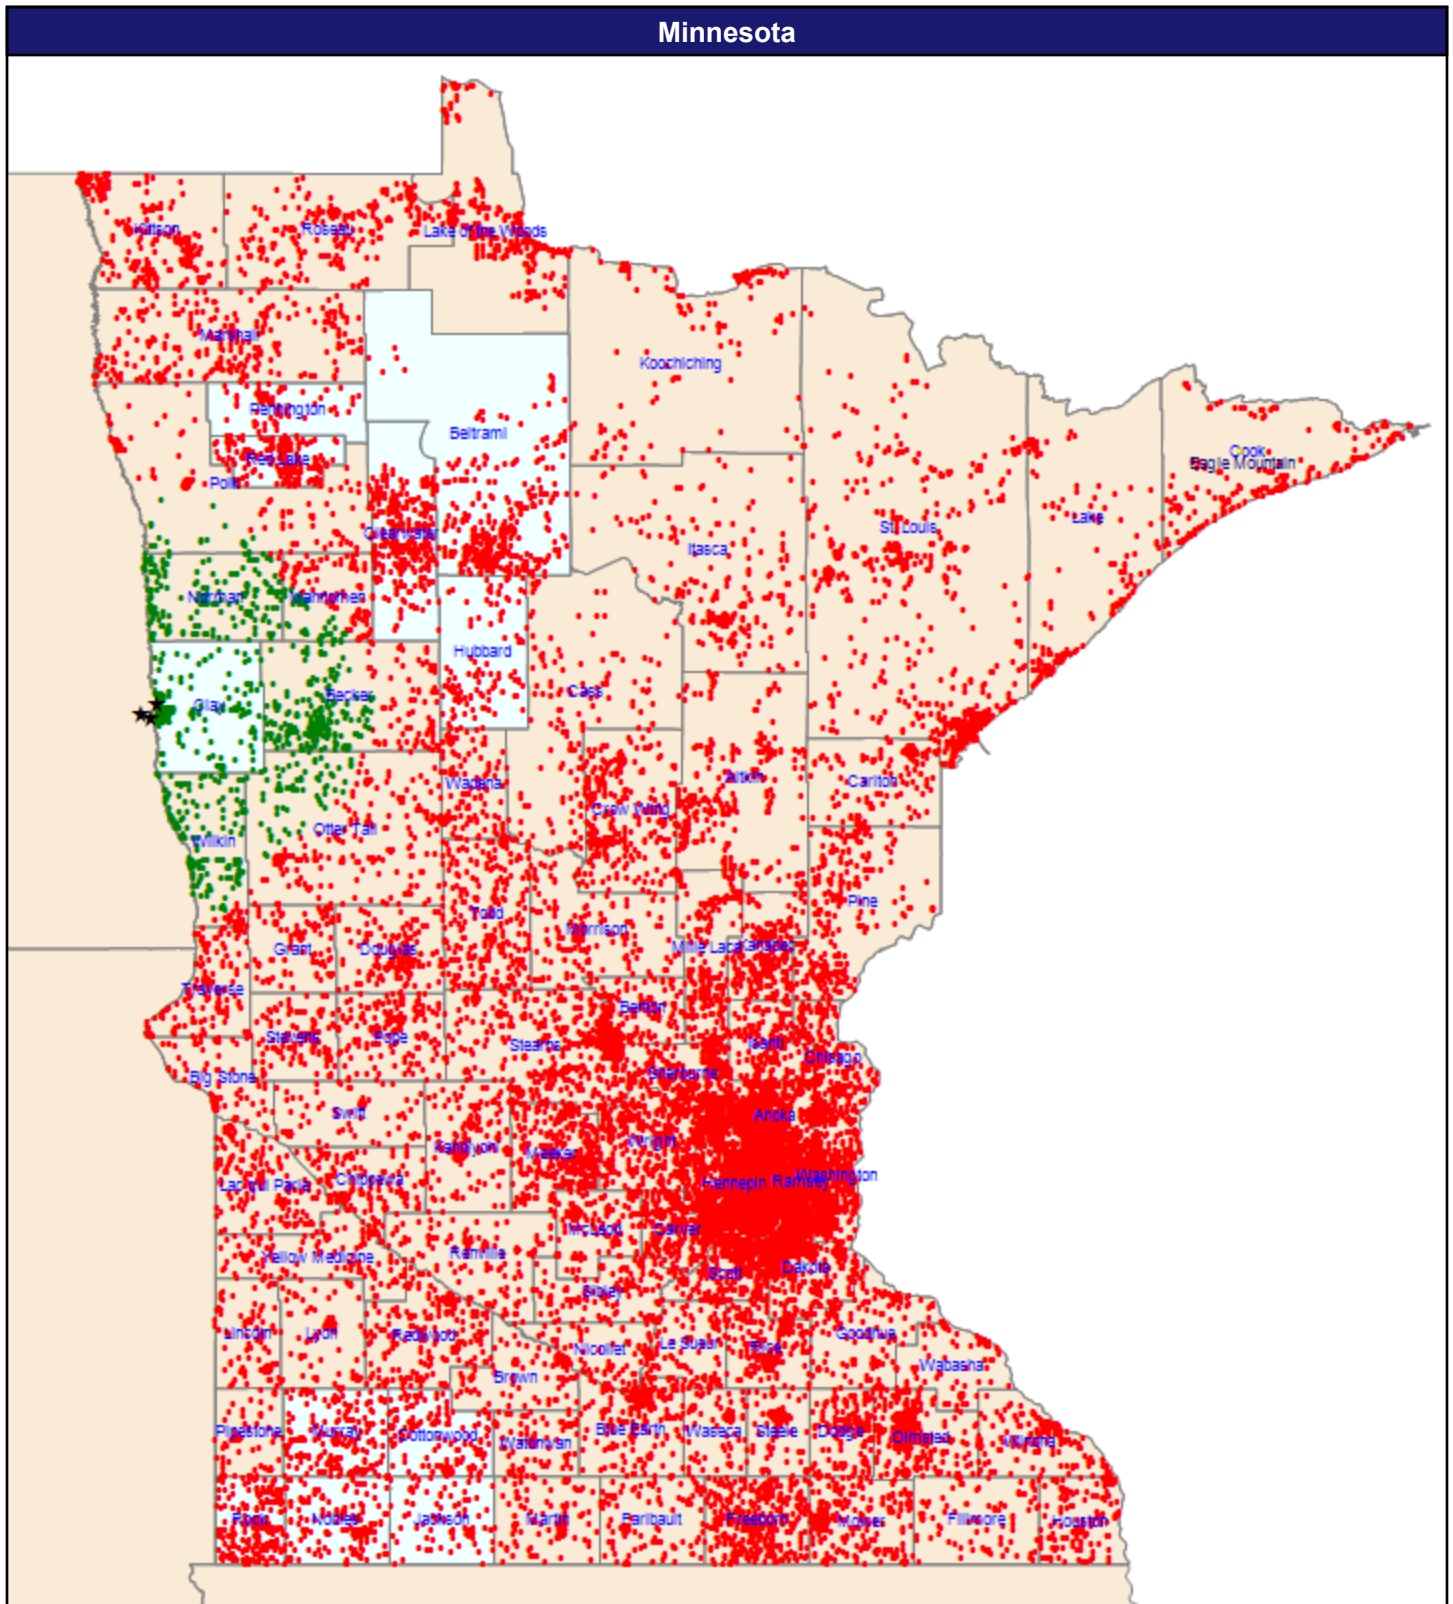 Minnesota
Kittson
Roseau
Lake of the Woods
Marshall
Koochiching
Pennington
Beltrami
Red Lake
Polk
Cook
Eagle Mountain
Clearwater
St. Louis
Lake
Itasca
Norman
Mahnomen
Hubbard
Clay
Becker
Cass
Wadena
Aitkin
Carlton
Crow Wing
Otter Tail
Wilkin
Pine
Todd
Morrison
Grant
Douglas
Mille Lacs
Kanabec
Traverse
Benton
Stevens
Pope
Stearns
Isanti
Chisago
Big Stone
Sherburne
Swift
Anoka
Kandiyohi
Meeker
Wright
Lac qui Parle
Chippewa
Hennepin
Ramsey
Washington
McLeod
Carver
Yellow Medicine
Renville
Scott
Dakota
Sibley
Lincoln
Lyon
Redwood
Nicollet
Le Sueur
Rice
Goodhue
Wabasha
Brown
Pipestone
Murray
Cottonwood
Watonwan
Blue Earth
Waseca
Steele
Dodge
Olmsted
Winona
Rock
Nobles
Jackson
Martin
Faribault
Freeborn
Mower
Fillmore
Houston